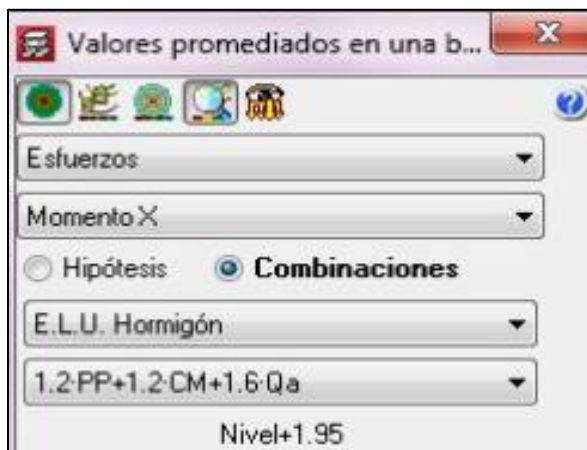 Valores promediados en una b...
Esfuerzos
Momento X
Hipótesis Combinaciones
E.L.U. Hormigón
1.2·PP+1.2·CM+1.6·Qa
Nivel+1.95